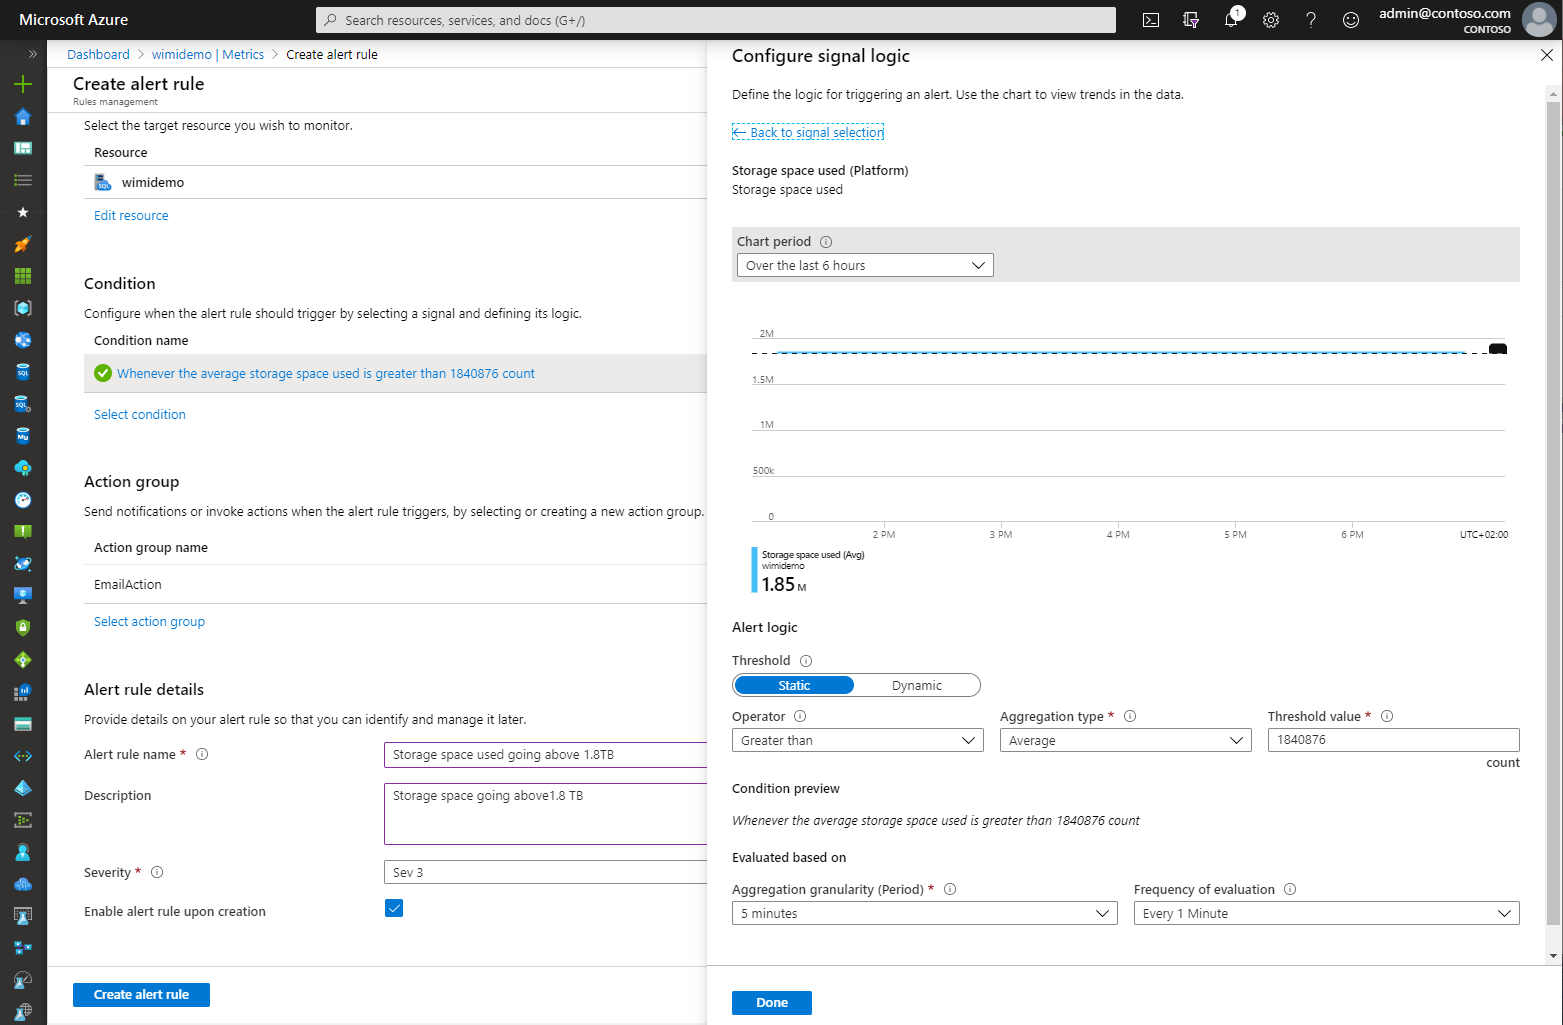 Microsoft Azure
Search resources, services, and docs (G+/)
1
admin@contoso.com
CONTOSO
Dashboard > wimidemo | Metrics > Create alert rule
Create alert rule
Rules management
Select the target resource you wish to monitor.
Resource
SQL wimidemo
Edit resource
Condition
Configure when the alert rule should trigger by selecting a signal and defining its logic.
Condition name
Whenever the average storage space used is greater than 1840876 count
Select condition
Action group
Send notifications or invoke actions when the alert rule triggers, by selecting or creating a new action group.
Action group name
EmailAction
Select action group
Alert rule details
Provide details on your alert rule so that you can identify and manage it later.
Alert rule name *
Storage space used going above 1.8TB
Description
Storage space going above1.8 TB
Severity *
Sev 3
Enable alert rule upon creation
Create alert rule
SQL
SQL
My
Configure signal logic
Define the logic for triggering an alert. Use the chart to view trends in the data.
← Back to signal selection
Storage space used (Platform)
Storage space used
Chart period
Over the last 6 hours
2M
1.5M
1M
500k
0
2 PM 3 PM 4 PM 5 PM 6 PM UTC+02:00
Storage space used (Avg)
wimidemo
1.85 M
Alert logic
Threshold
Static Dynamic
Operator Aggregation type * Threshold value *
Greater than Average 1840876
count
Condition preview
Whenever the average storage space used is greater than 1840876 count
Evaluated based on
Aggregation granularity (Period) * Frequency of evaluation
5 minutes Every 1 Minute
Done